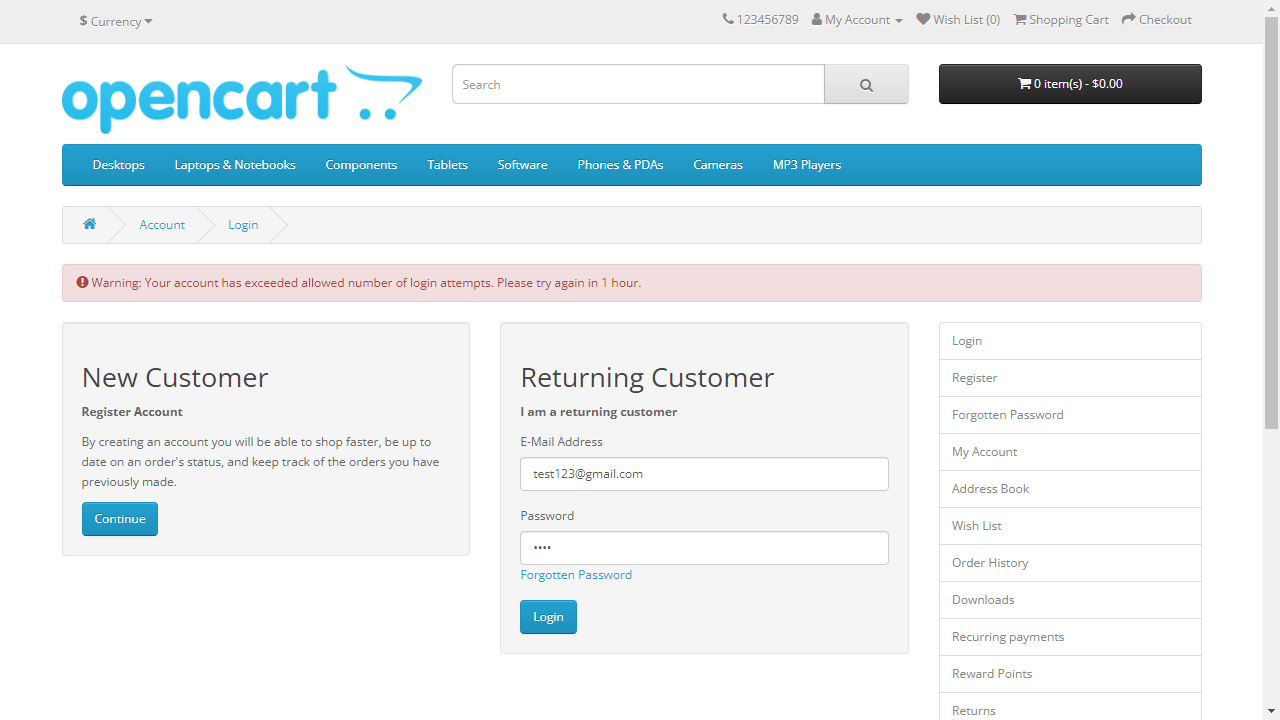 $ Currency
123456789 My Account Wish List (0) Shopping Cart Checkout
opencart
Search
0 item(s) - $0.00
Desktops Laptops & Notebooks Components Tablets Software Phones & PDAs Cameras MP3 Players
Account Login
Warning: Your account has exceeded allowed number of login attempts. Please try again in 1 hour.
New Customer
Register Account
By creating an account you will be able to shop faster, be up to
date on an order's status, and keep track of the orders you have
previously made.
Continue
Returning Customer
I am a returning customer
E-Mail Address
test123@gmail.com
Password
••••
Forgotten Password
Login
Login
Register
Forgotten Password
My Account
Address Book
Wish List
Order History
Downloads
Recurring payments
Reward Points
Returns